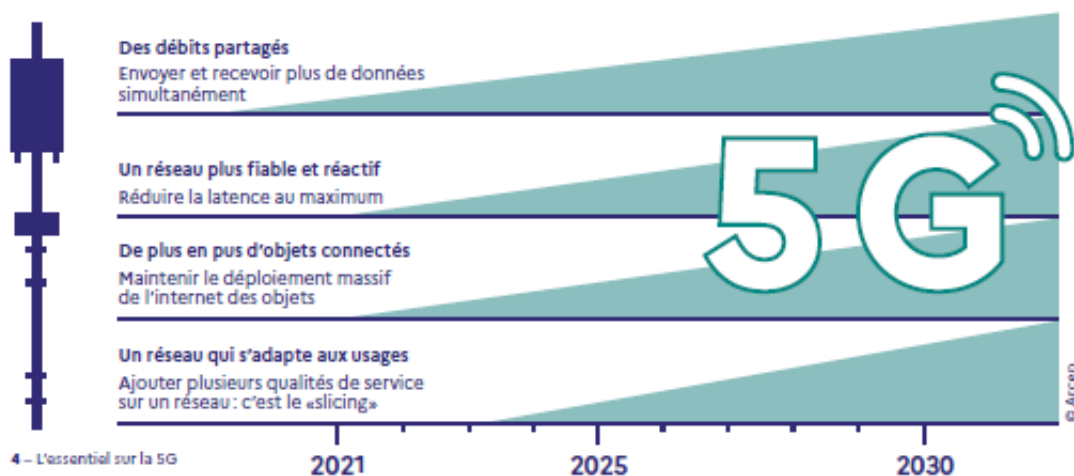 Des débits partagés
Envoyer et recevoir plus de données
simultanément
Un réseau plus fiable et réactif
Réduire la latence au maximum
De plus en pus d'objets connectés
Maintenir le déploiement massif
de l'internet des objets
Un réseau qui s'adapte aux usages
Ajouter plusieurs qualités de service
sur un réseau : c'est le «slicing»
5G
© Arcep
4 – L'essentiel sur la 5G
2021
2025
2030